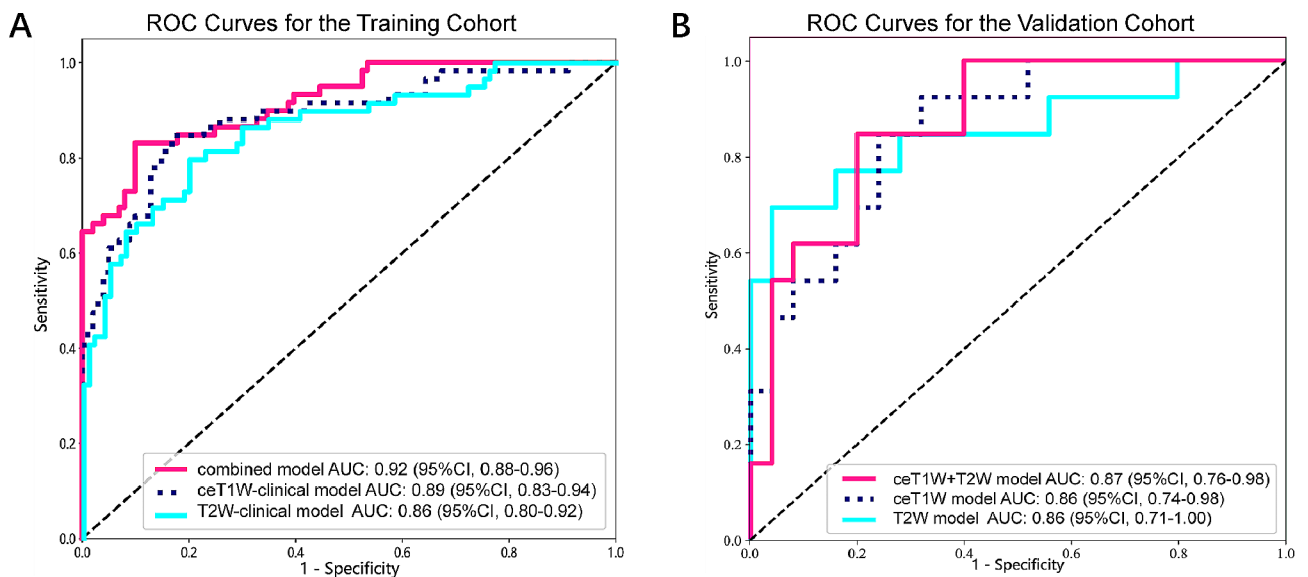 A
ROC Curves for the Training Cohort
1.0
0.8
0.6
0.4
0.2
0.0
Sensitivity
combined model AUC: 0.92 (95%CI, 0.88-0.96)
ceT1W-clinical model AUC: 0.89 (95%CI, 0.83-0.94)
T2W-clinical model AUC: 0.86 (95%CI, 0.80-0.92)
0.0 0.2 0.4 0.6 0.8 1.0
1 - Specificity
B
ROC Curves for the Validation Cohort
1.0
0.8
0.6
0.4
0.2
0.0
Sensitivity
ceT1W+T2W model AUC: 0.87 (95%CI, 0.76-0.98)
ceT1W model AUC: 0.86 (95%CI, 0.74-0.98)
T2W model AUC: 0.86 (95%CI, 0.71-1.00)
0.0 0.2 0.4 0.6 0.8 1.0
1 - Specificity